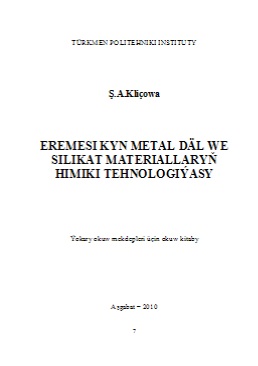 TÜRKMEN POLITEHNIKI INSTITUTY
Ş.A.Kliçowa
EREMESI KYN METAL DÄL WE
SILIKAT MATERIALLARYŇ
HIMIKI TEHNOLOGIÝASY
Ýokary okuw mekdepleri üçin okuw kitaby
Aşgabat – 2010
7